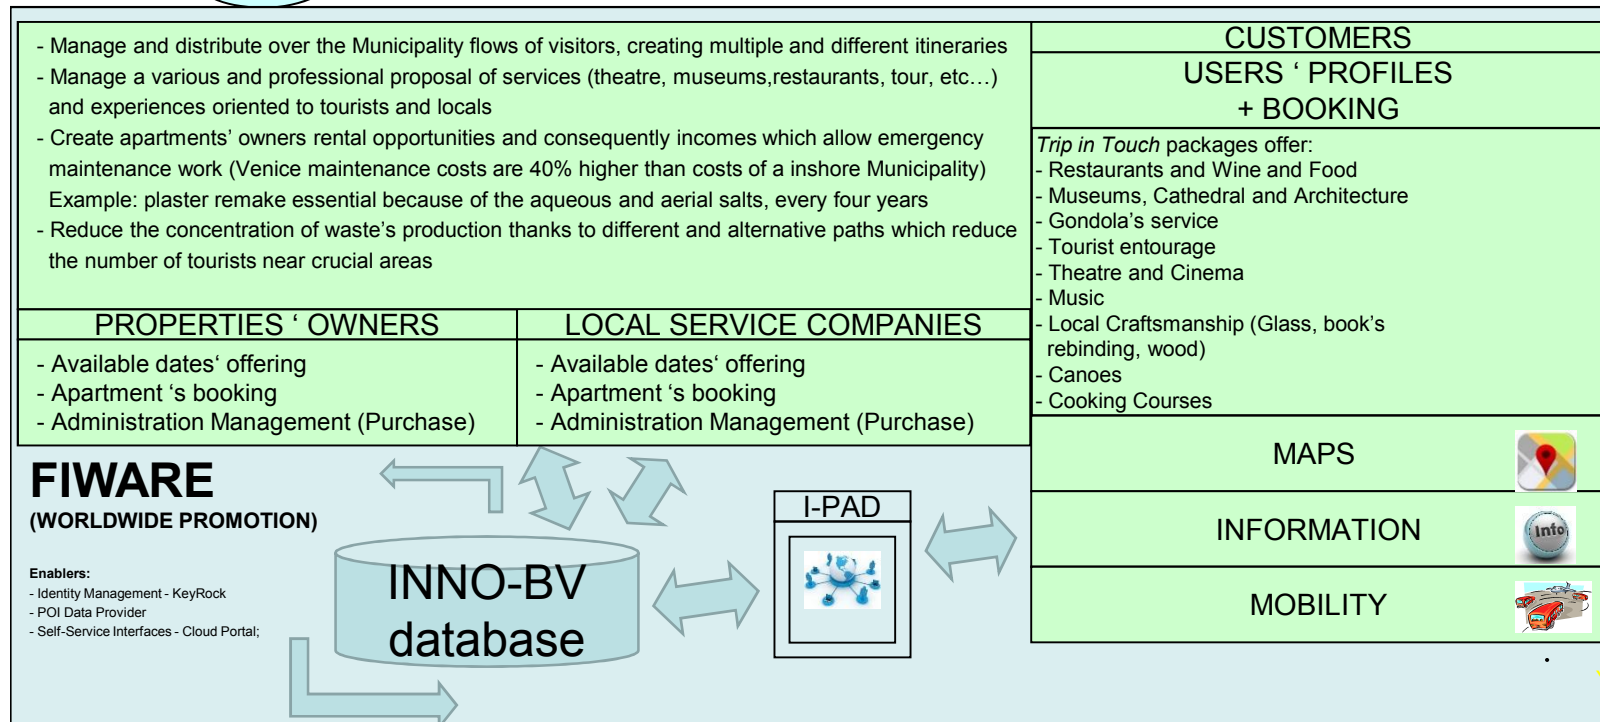 - Manage and distribute over the Municipality flows of visitors, creating multiple and different itineraries
- Manage a various and professional proposal of services (theatre, museums,restaurants, tour, etc…)
and experiences oriented to tourists and locals
- Create apartments’ owners rental opportunities and consequently incomes which allow emergency
maintenance work (Venice maintenance costs are 40% higher than costs of a inshore Municipality)
Example: plaster remake essential because of the aqueous and aerial salts, every four years
- Reduce the concentration of waste’s production thanks to different and alternative paths which reduce
the number of tourists near crucial areas
PROPERTIES ‘ OWNERS
- Available dates‘ offering
- Apartment ‘s booking
- Administration Management (Purchase)
LOCAL SERVICE COMPANIES
- Available dates‘ offering
- Apartment ‘s booking
- Administration Management (Purchase)
CUSTOMERS
USERS ‘ PROFILES
+ BOOKING
Trip in Touch packages offer:
- Restaurants and Wine and Food
- Museums, Cathedral and Architecture
- Gondola’s service
- Tourist entourage
- Theatre and Cinema
- Music
- Local Craftsmanship (Glass, book’s
rebinding, wood)
- Canoes
- Cooking Courses
MAPS
INFORMATION
Info
MOBILITY
FIWARE
(WORLDWIDE PROMOTION)
Enablers:
- Identity Management - KeyRock
- POI Data Provider
- Self-Service Interfaces - Cloud Portal;
INNO-BV
database
I-PAD
.